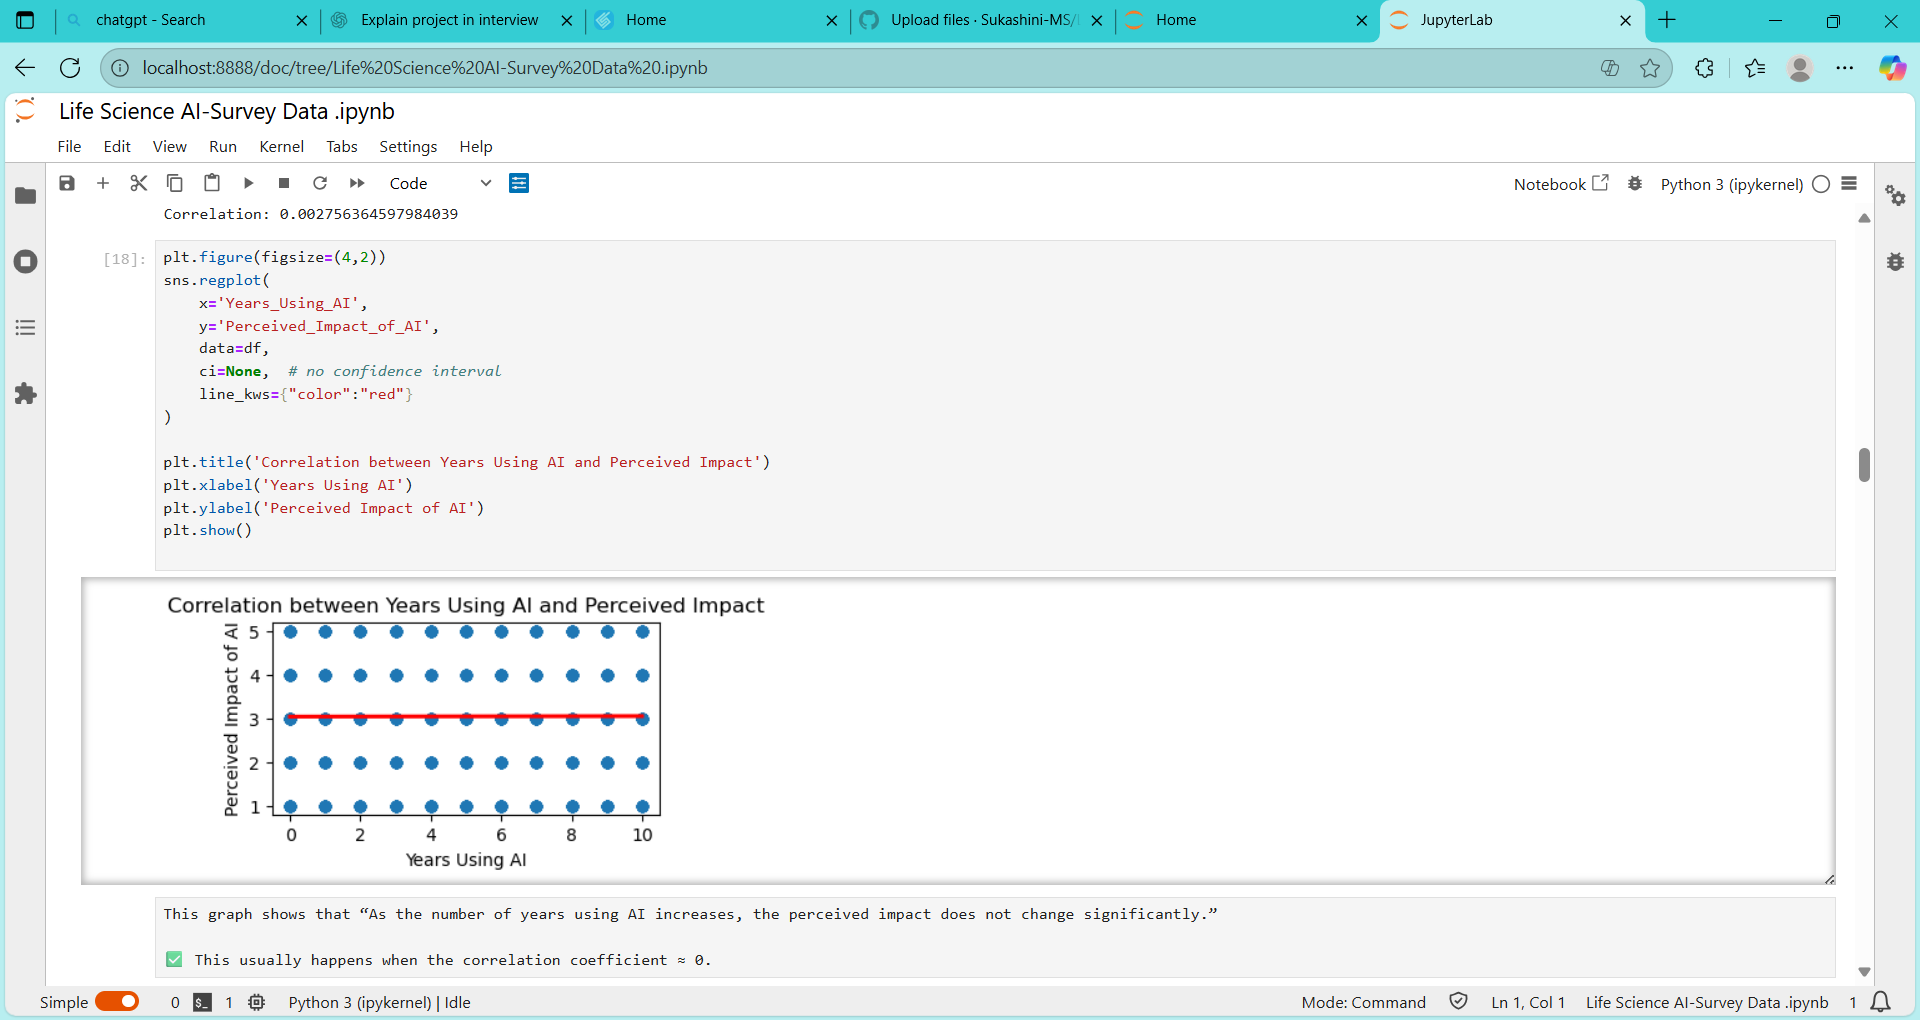 chatgpt - Search
Explain project in interview
Home
Upload files · Sukashini-MS/
Home
JupyterLab
localhost:8888/doc/tree/Life%20Science%20AI-Survey%20Data%20.ipynb
Life Science AI-Survey Data .ipynb
File Edit View Run Kernel Tabs Settings Help
Code
Notebook
Python 3 (ipykernel)
Correlation: 0.002756364597984039
[18]:
plt.figure(figsize=(4,2))
sns.regplot(
    x='Years_Using_AI',
    y='Perceived_Impact_of_AI',
    data=df,
    ci=None,  # no confidence interval
    line_kws={"color":"red"}
)
plt.title('Correlation between Years Using AI and Perceived Impact')
plt.xlabel('Years Using AI')
plt.ylabel('Perceived Impact of AI')
plt.show()
Correlation between Years Using AI and Perceived Impact
Perceived Impact of AI
5
4
3
2
1
0 2 4 6 8 10
Years Using AI
This graph shows that “As the number of years using AI increases, the perceived impact does not change significantly.”
✅ This usually happens when the correlation coefficient ≈ 0.
Simple 0 $_ 1 Python 3 (ipykernel) | Idle
Mode: Command Ln 1, Col 1 Life Science AI-Survey Data .ipynb 1